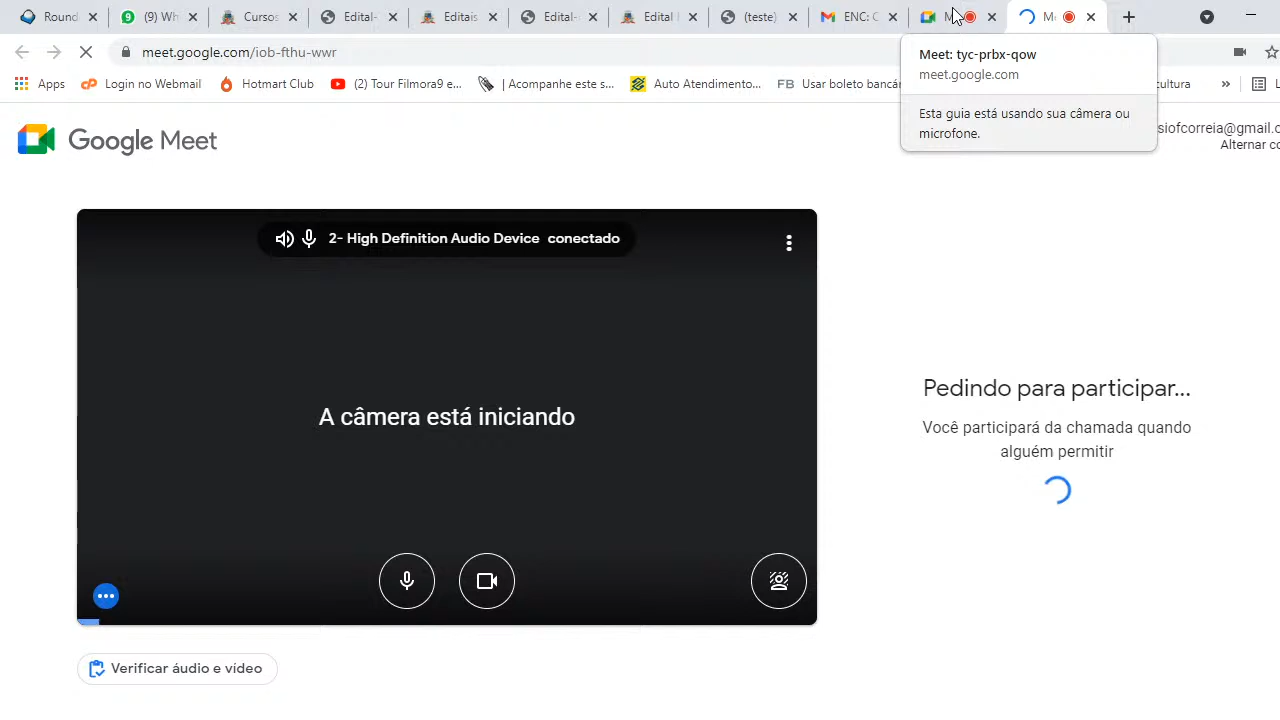 Round
(9) Wh
Cursos
Edital-
Editais
Edital-
Edital
(teste)
ENC: C
M
M
meet.google.com/iob-fthu-wwr
Meet: tyc-prbx-qow
meet.google.com
Esta guia está usando sua câmera ou
microfone.
Apps
Login no Webmail
Hotmart Club
(2) Tour Filmora9 e...
| Acompanhe este s...
Auto Atendimento...
FB Usar boleto bancár
cultura
»
Google Meet
siofcorreia@gmail.c
Alternar co
2- High Definition Audio Device conectado
A câmera está iniciando
Pedindo para participar...
Você participará da chamada quando
alguém permitir
Verificar áudio e vídeo